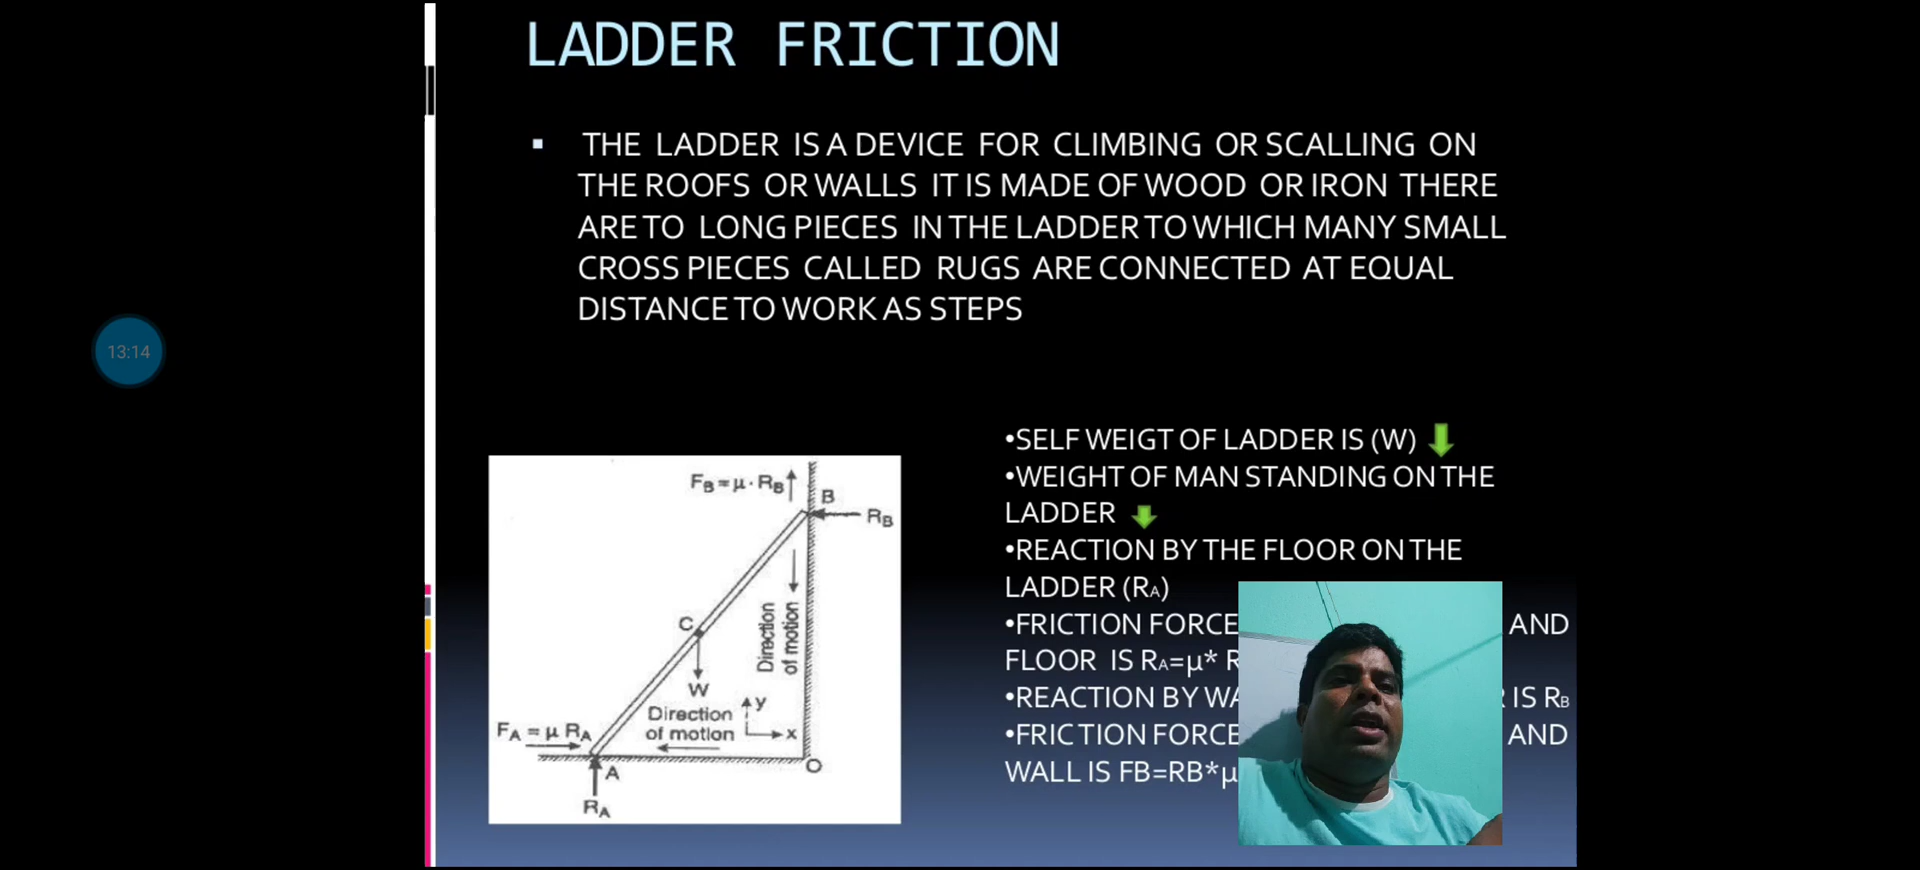 LADDER FRICTION
▪ THE LADDER IS A DEVICE FOR CLIMBING OR SCALLING ON
THE ROOFS OR WALLS IT IS MADE OF WOOD OR IRON THERE
ARE TO LONG PIECES IN THE LADDER TO WHICH MANY SMALL
CROSS PIECES CALLED RUGS ARE CONNECTED AT EQUAL
DISTANCE TO WORK AS STEPS
13:14
•SELF WEIGT OF LADDER IS (W)
•WEIGHT OF MAN STANDING ON THE
LADDER
•REACTION BY THE FLOOR ON THE
LADDER (RA)
•FRICTION FORCE AND
FLOOR IS RA=μ* R
•REACTION BY IS RB
•FRICTION FORCE AND
WALL IS FB=RB*μ
FB = μ · RB
B
RB
Direction
of motion
C
W
y
x
Direction
of motion
FA = μ RA
A
O
RA